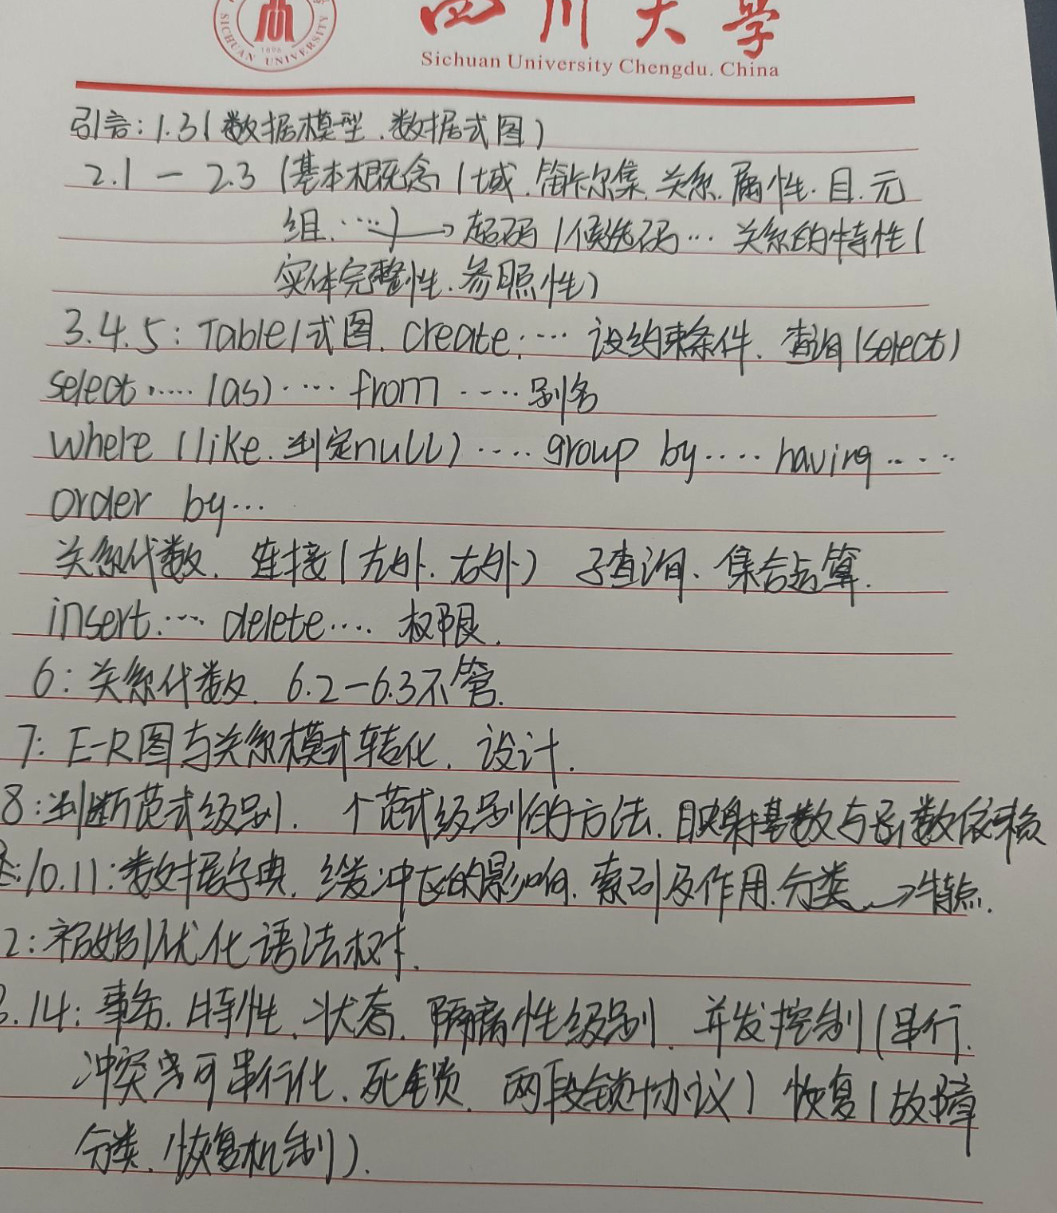 四川大学
SICHUAN UNIVERSITY
1896
Sichuan University Chengdu. China
引言: 1.3 (数据模型、数据式图)
2.1 — 2.3 (基本概念 (域、笛卡尔集、关系、属性、目、元
组、…) → 超码 (候选码… 关系的特性(
实体完整性、参照性)
3.4.5: Table/式图、create… 设约束条件、查询 (select)
select…… (as)…… from ……别名
where (like、判定null)…… group by…… having……
order by…
关系代数、连接(左外、右外) 子查询、集合运算.
insert…… delete…… 权限.
6: 关系代数、6.2-6.3不管.
7: E-R图与关系模式转化、设计.
8: 判断范式级别、个范式级别的方法、映射基数与函数依赖
10.11: 数据字典、缓冲区的影响、索引及作用、分类 →特点.
2: 初始/优化语法树.
3.14: 事务、特性、状态、隔离性级别、并发控制(串行、
冲突可串行化、死锁、两段锁协议) 恢复(故障
分类、恢复机制).